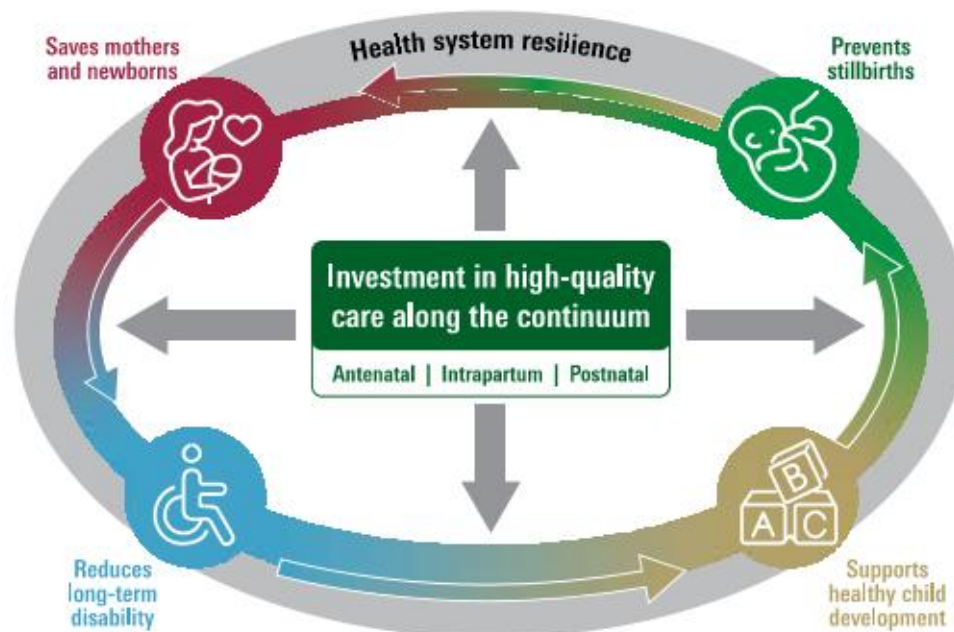 Health system resilience
Saves mothers
and newborns
Prevents
stillbirths
Investment in high-quality
care along the continuum
Antenatal | Intrapartum | Postnatal
B
A C
Reduces
long-term
disability
Supports
healthy child
development